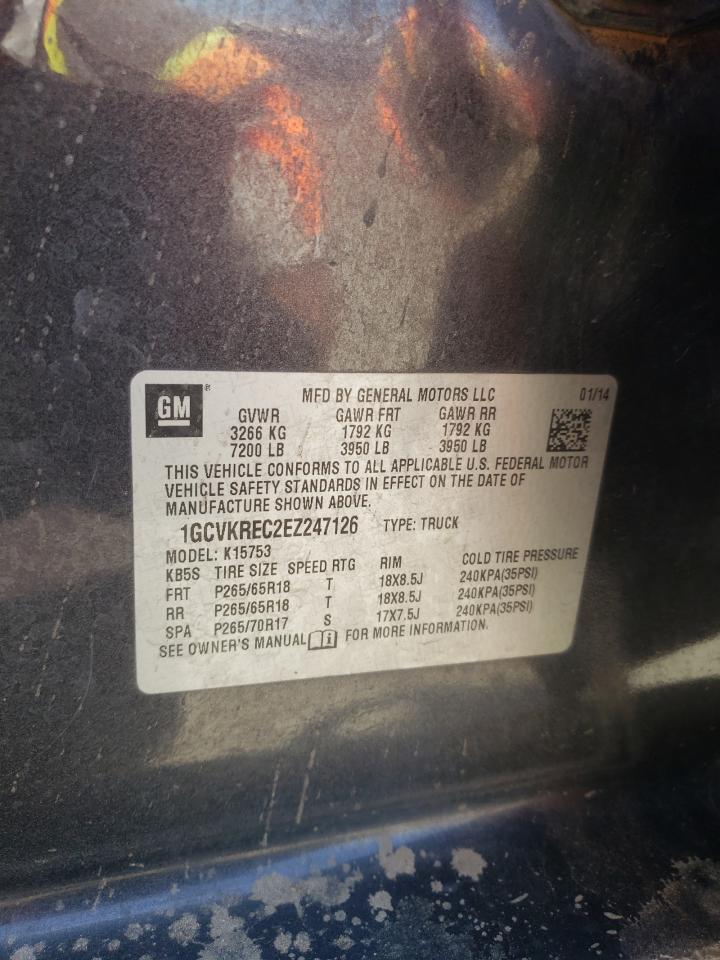 GM ® MFD BY GENERAL MOTORS LLC 01/14
GVWR GAWR FRT GAWR RR
3266 KG 1792 KG 1792 KG
7200 LB 3950 LB 3950 LB
THIS VEHICLE CONFORMS TO ALL APPLICABLE U.S. FEDERAL MOTOR
VEHICLE SAFETY STANDARDS IN EFFECT ON THE DATE OF
MANUFACTURE SHOWN ABOVE.
1GCVKREC2EZ247126 TYPE: TRUCK
MODEL: K15753
KB5S TIRE SIZE SPEED RTG RIM COLD TIRE PRESSURE
FRT P265/65R18 T 18X8.5J 240KPA(35PSI)
RR P265/65R18 T 18X8.5J 240KPA(35PSI)
SPA P265/70R17 S 17X7.5J 240KPA(35PSI)
SEE OWNER'S MANUAL i FOR MORE INFORMATION.